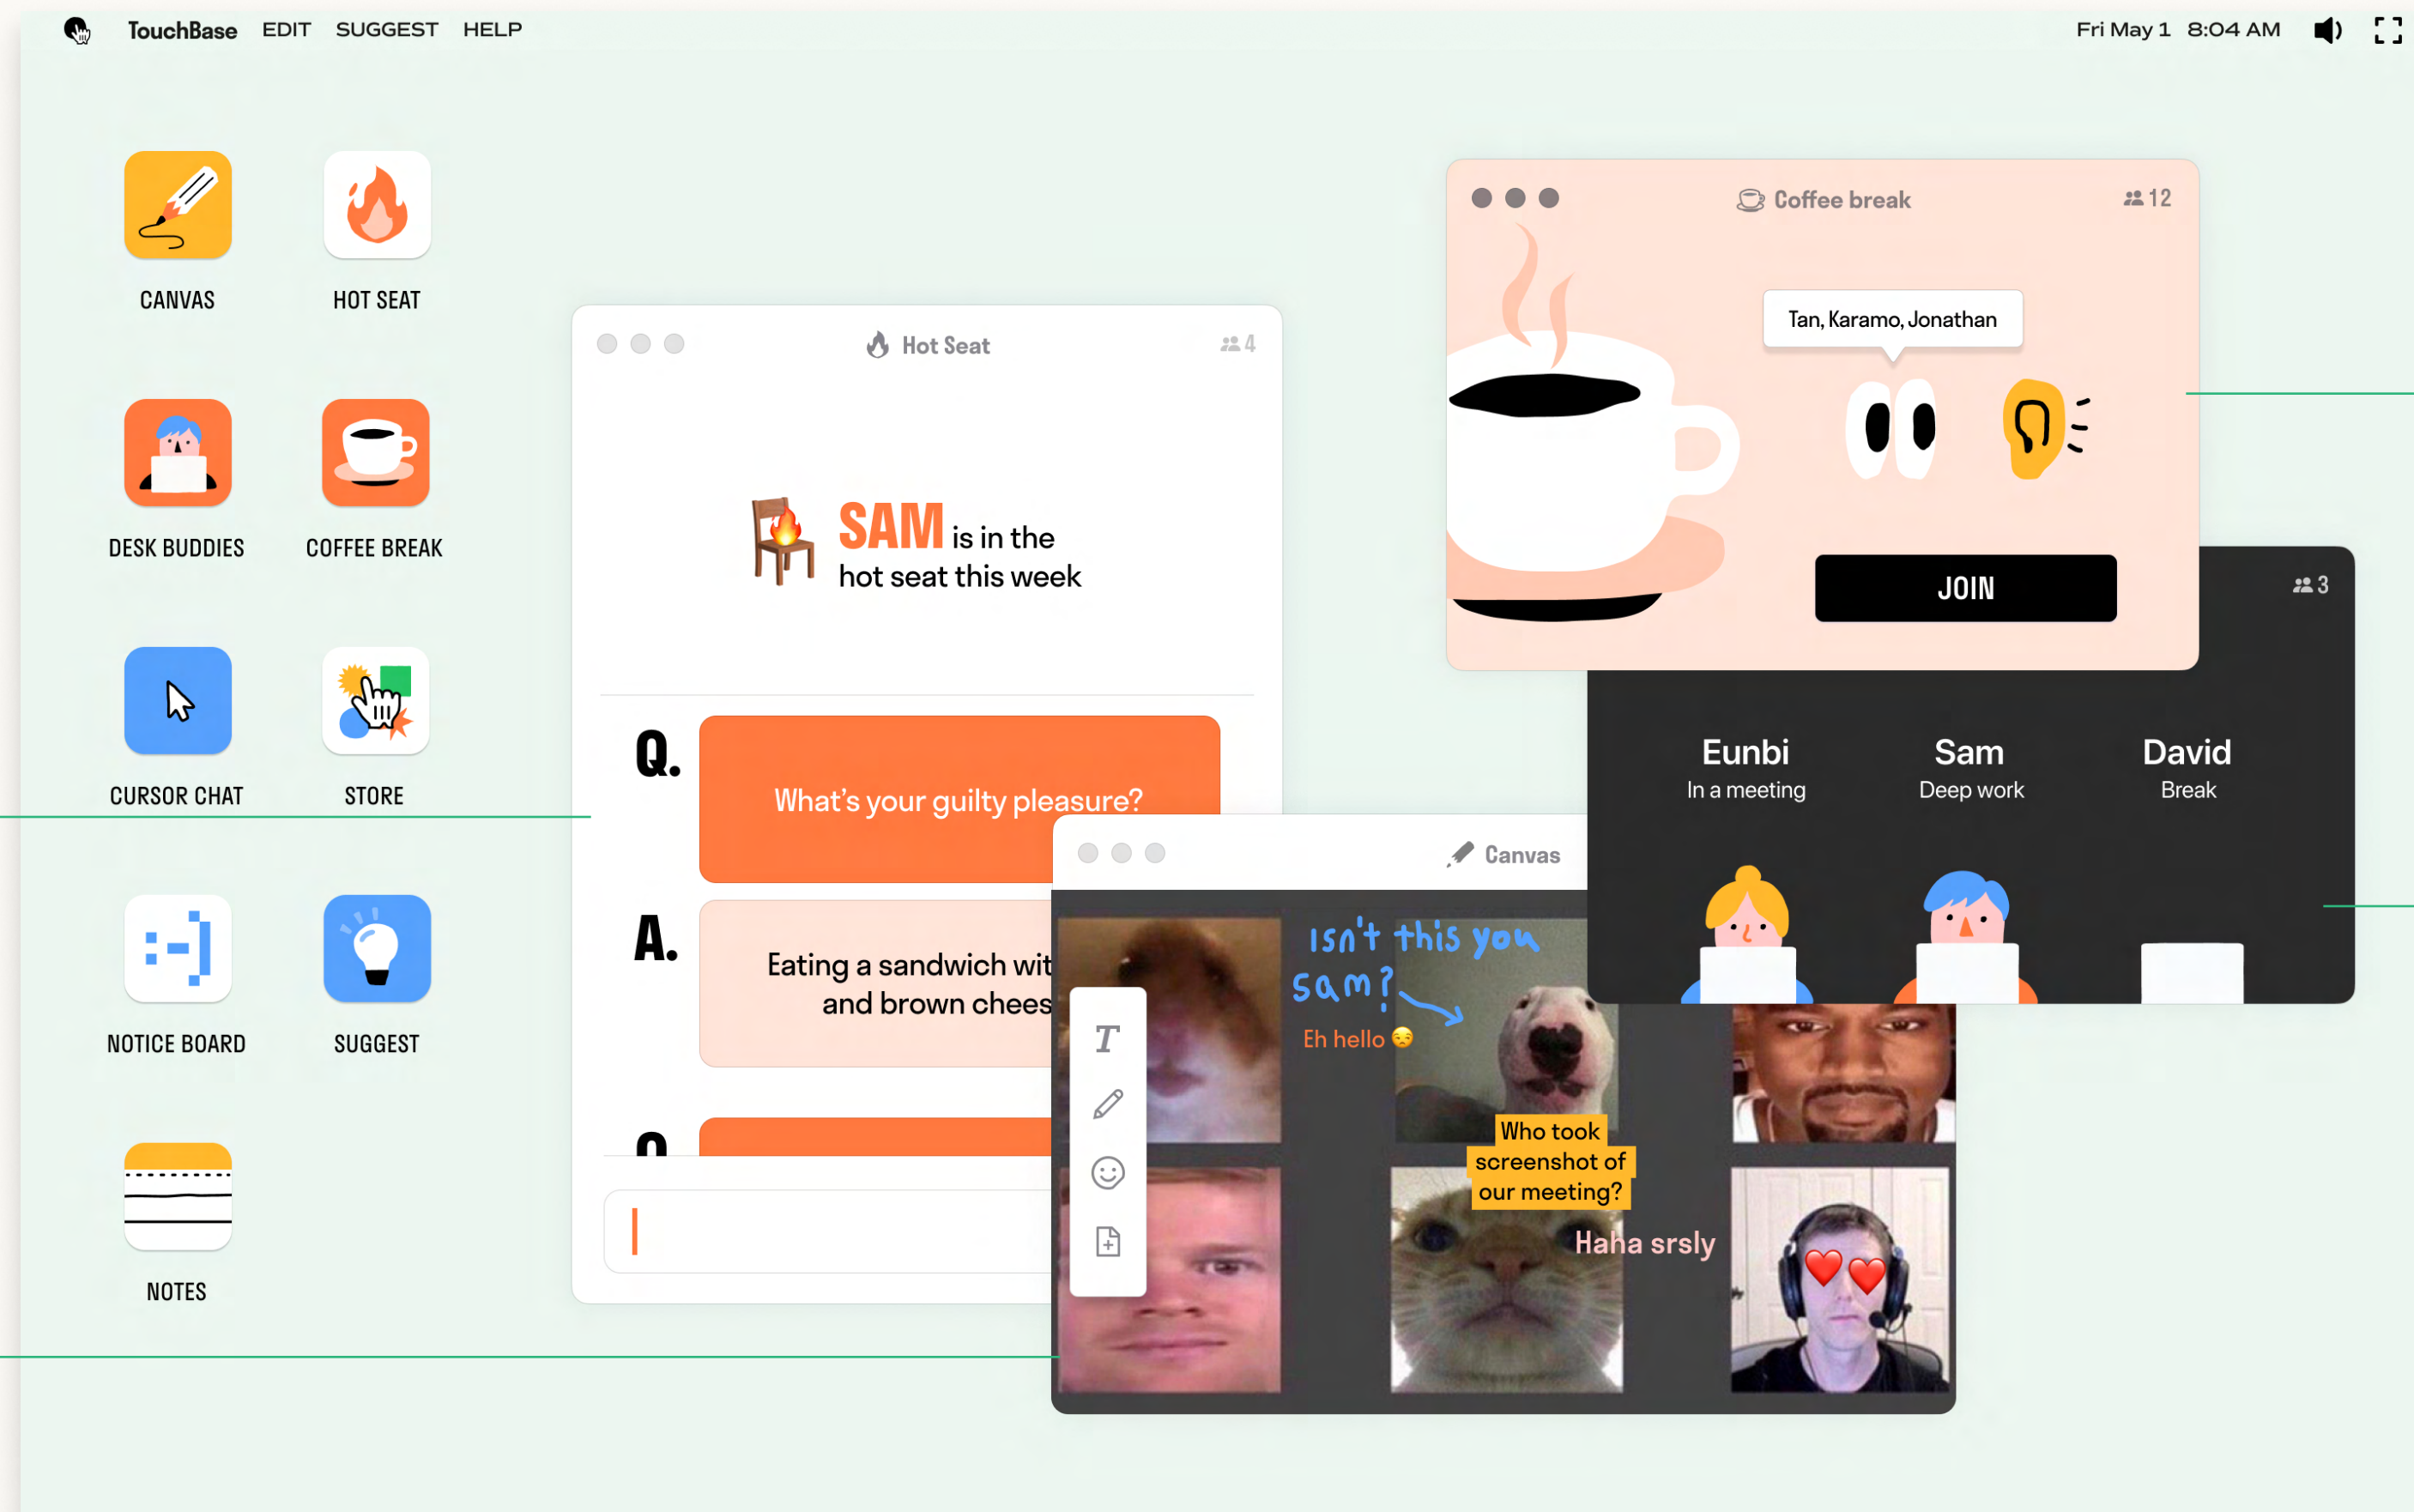 TouchBase EDIT SUGGEST HELP
Fri May 1 8:04 AM
CANVAS
HOT SEAT
DESK BUDDIES
COFFEE BREAK
CURSOR CHAT
STORE
NOTICE BOARD
SUGGEST
NOTES
Hot Seat
4
SAM is in the
hot seat this week
Q.
What's your guilty pleasure?
A.
Eating a sandwich wit
and brown chees
Coffee break
12
Tan, Karamo, Jonathan
JOIN
3
Eunbi
In a meeting
Sam
Deep work
David
Break
Canvas
T
Isn't this you
sam?
Eh hello
Who took
screenshot of
our meeting?
Haha srsly